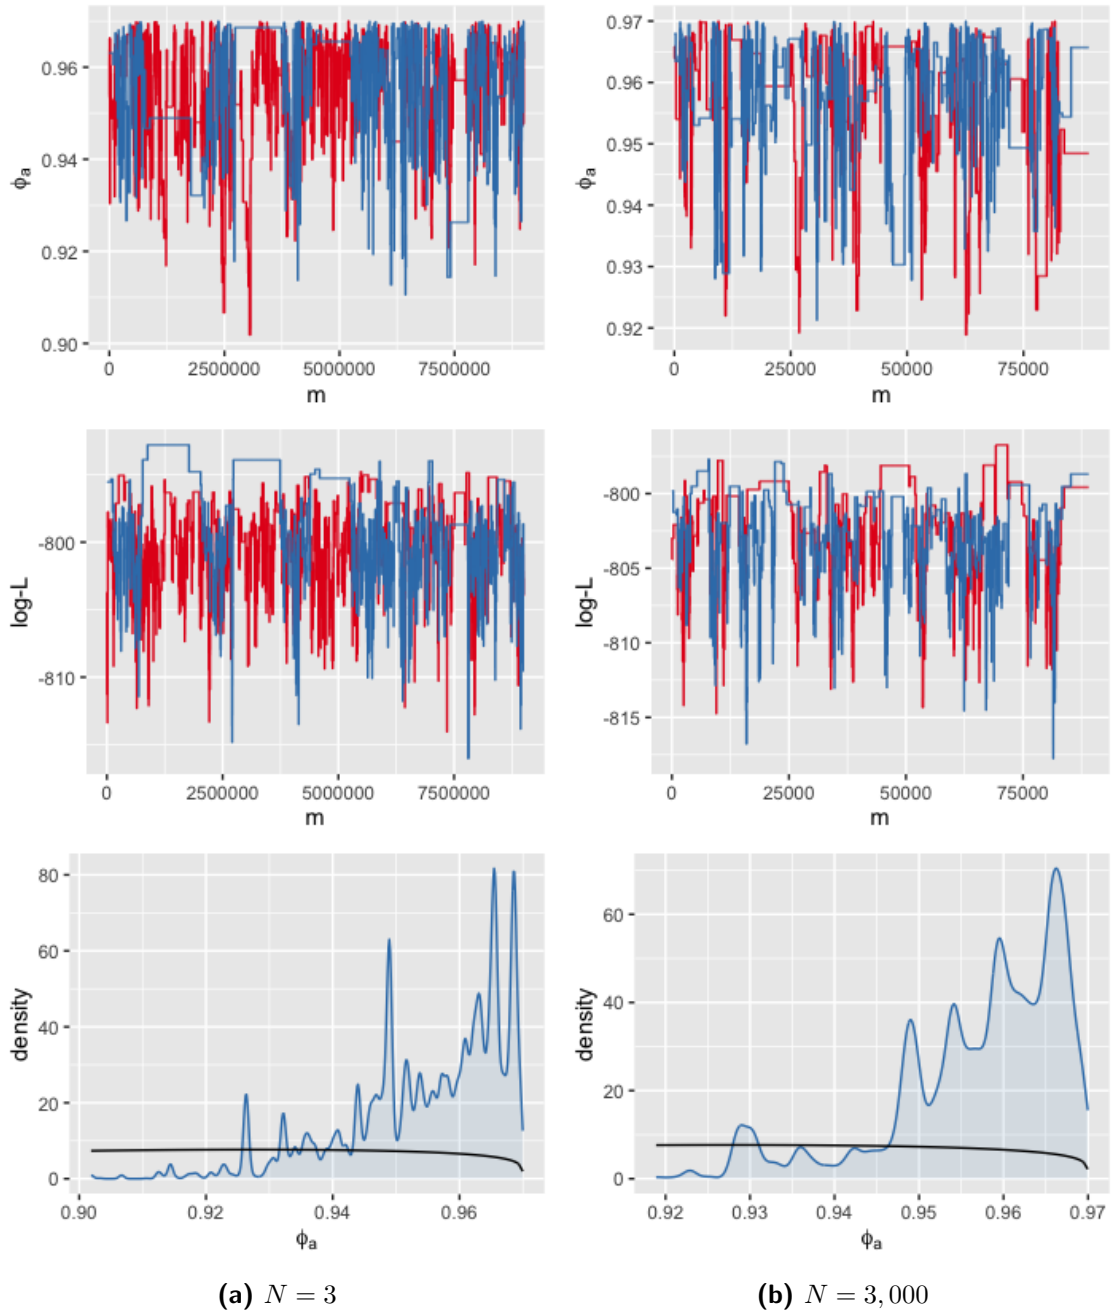 0.96
0.94
0.92
0.90
ϕa
0 2500000 5000000 7500000
m
0.97
0.96
0.95
0.94
0.93
0.92
ϕa
0 25000 50000 75000
m
-800
-810
log-L
0 2500000 5000000 7500000
m
-800
-805
-810
-815
log-L
0 25000 50000 75000
m
80
60
40
20
0
density
0.90 0.92 0.94 0.96
ϕa
60
40
20
0
density
0.92 0.93 0.94 0.95 0.96 0.97
ϕa
(a) N = 3
(b) N = 3,000